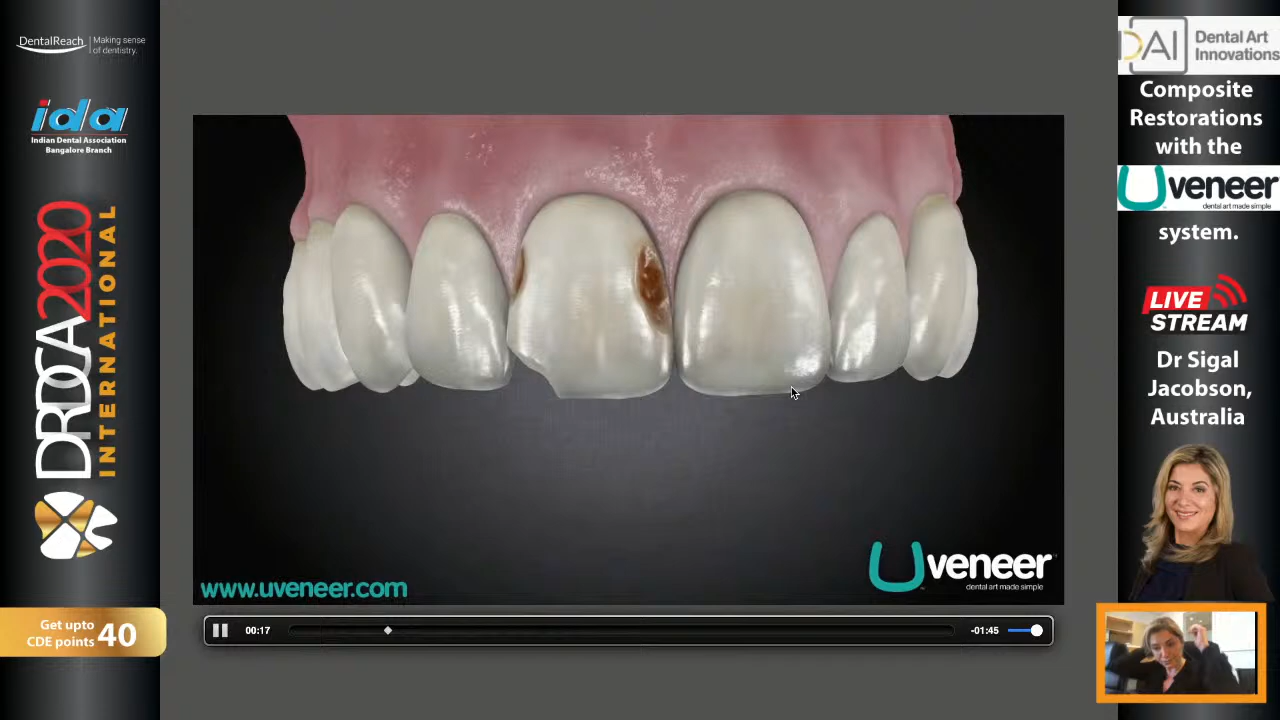 DentalReach
Making sense
of dentistry.
ida
Indian Dental Association
Bangalore Branch
DRDCA2020
INTERNATIONAL
Get upto
CDE points 40
www.uveneer.com
Uveneer
dental art made simple
00:17
-01:45
DAI
Dental Art
Innovations
Composite
Restorations
with the
Uveneer
dental art made simple
system.
LIVE
STREAM
Dr Sigal
Jacobson,
Australia